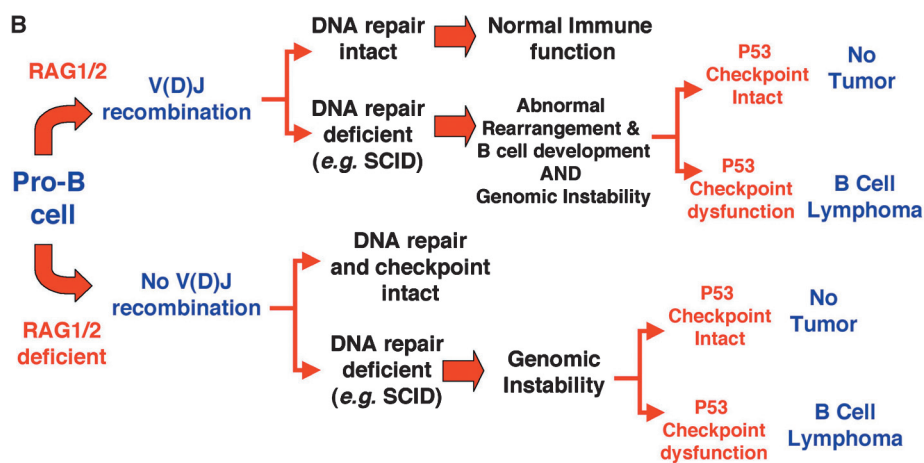 B
RAG1/2
Pro-B
cell
RAG1/2
deficient
V(D)J
recombination
DNA repair
intact
Normal Immune
function
DNA repair
deficient
(e.g. SCID)
Abnormal
Rearrangement &
B cell development
AND
Genomic Instability
P53
Checkpoint
Intact
No
Tumor
P53
Checkpoint
dysfunction
B Cell
Lymphoma
No V(D)J
recombination
DNA repair
and checkpoint
intact
DNA repair
deficient
(e.g. SCID)
Genomic
Instability
P53
Checkpoint
Intact
No
Tumor
P53
Checkpoint
dysfunction
B Cell
Lymphoma